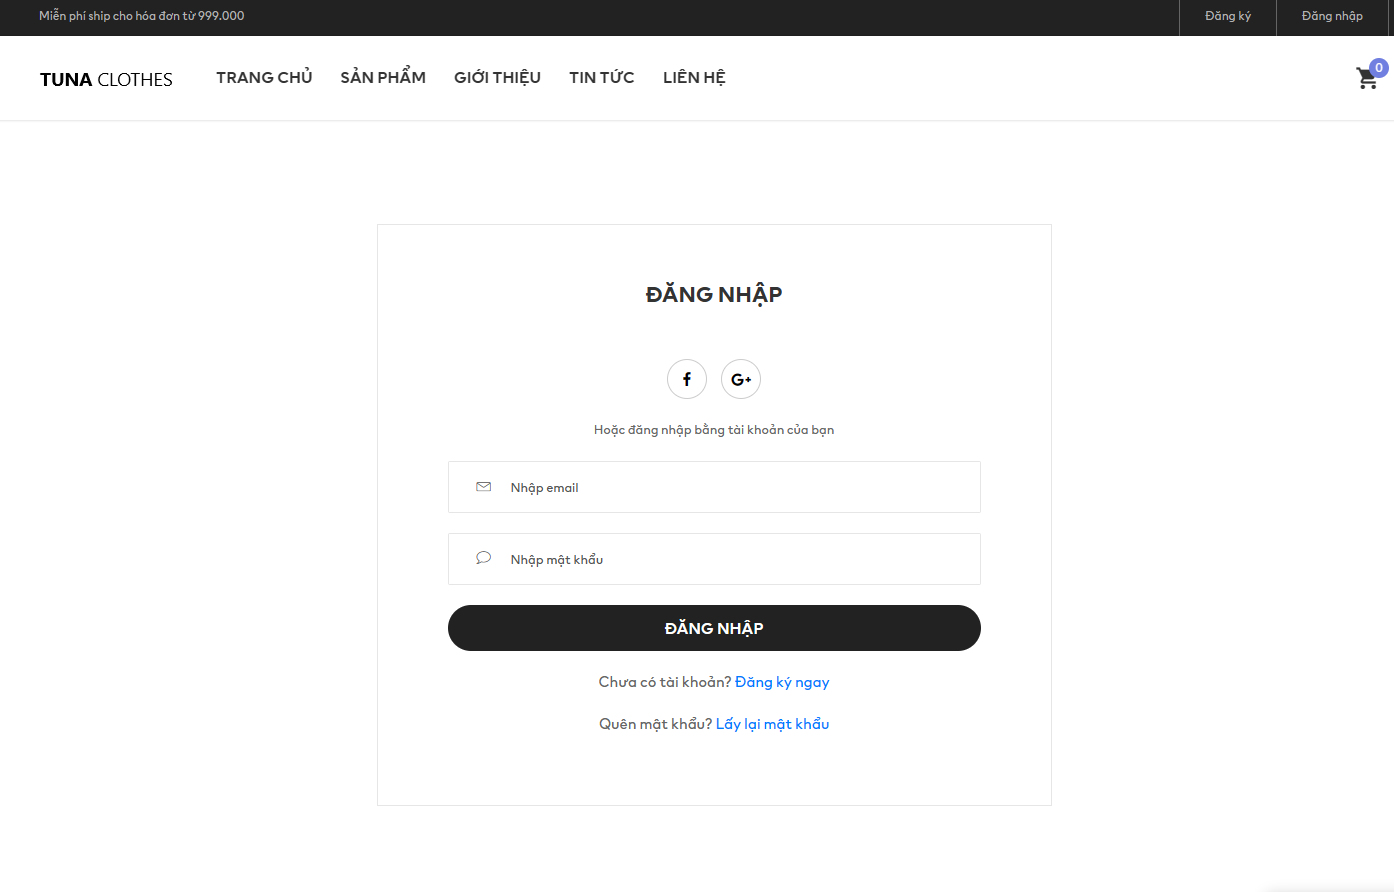 Miễn phí ship cho hóa đơn từ 999.000
Đăng ký
Đăng nhập
TUNA CLOTHES
TRANG CHỦ
SẢN PHẨM
GIỚI THIỆU
TIN TỨC
LIÊN HỆ
0
ĐĂNG NHẬP
f
G+
Hoặc đăng nhập bằng tài khoản của bạn
Nhập email
Nhập mật khẩu
ĐĂNG NHẬP
Chưa có tài khoản? Đăng ký ngay
Quên mật khẩu? Lấy lại mật khẩu